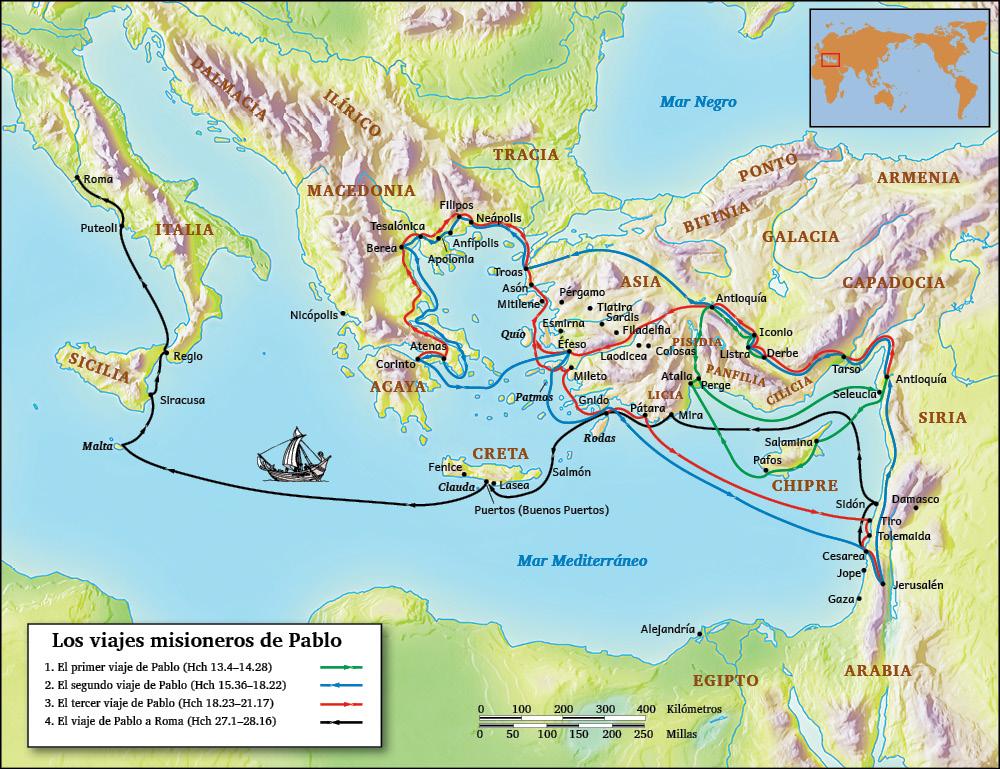 Mar Negro
DALMACIA
ILÍRICO
TRACIA
PONTO
ARMENIA
MACEDONIA
BITINIA
GALACIA
CAPADOCIA
ASIA
ITALIA
Roma
Puteoli
Filipos
Neápolis
Tesalónica
Anfípolis
Berea
Apolonia
Troas
Asón
Mitilene
Pérgamo
Tiatira
Sardis
Esmirna
Filadelfia
Quío
Éfeso
Laodicea
Colosas
PISIDIA
Antioquía
Iconio
Listra
Derbe
Nicópolis
Atenas
Corinto
ACAYA
Reglo
SICILIA
Siracusa
Mileto
Patmos
Gnido
LICIA
Atalia
Perge
PANFILIA
CILICIA
Tarso
Antioquía
Seleucia
SIRIA
Pátara
Mira
Rodas
Salamina
Pafos
CHIPRE
Malta
CRETA
Fenice
Clauda
Lasea
Salmón
Puertos (Buenos Puertos)
Sidón
Damasco
Tiro
Tolemaida
Cesarea
Jope
Jerusalén
Gaza
Mar Mediterráneo
Alejandría
EGIPTO
ARABIA
Los viajes misioneros de Pablo
1. El primer viaje de Pablo (Hch 13.4–14.28)
2. El segundo viaje de Pablo (Hch 15.36–18.22)
3. El tercer viaje de Pablo (Hch 18.23–21.17)
4. El viaje de Pablo a Roma (Hch 27.1–28.16)
0 100 200 300 400 Kilómetros
0 50 100 150 200 250 Millas